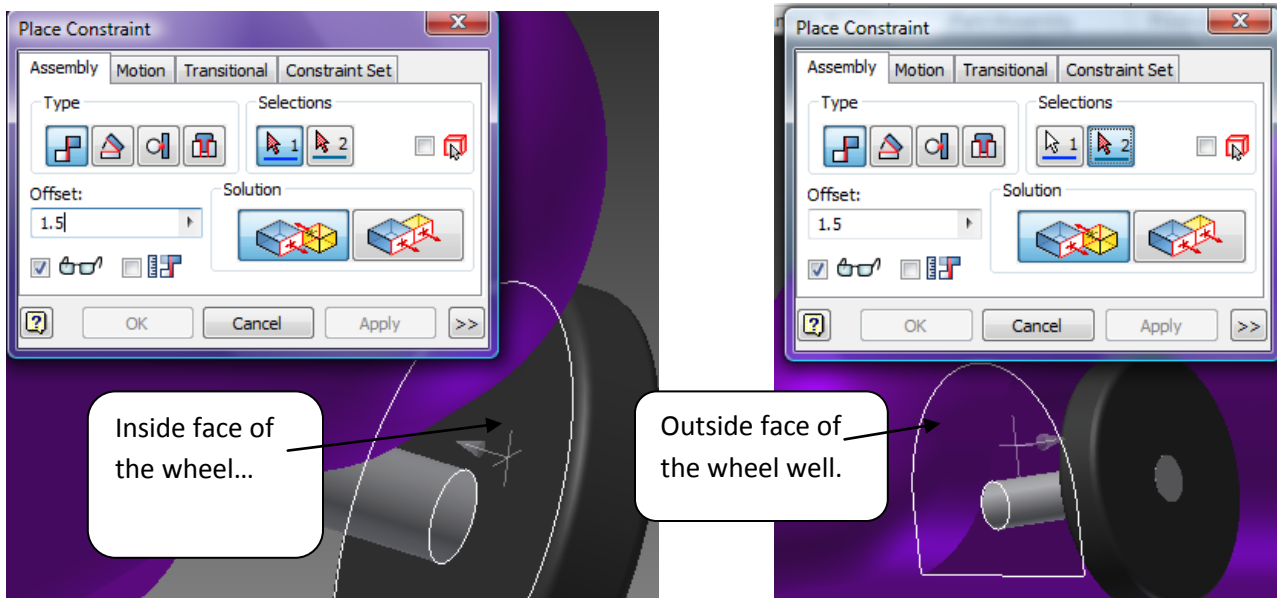 Place Constraint
Assembly Motion Transitional Constraint Set
Type Selections
1 2
Offset: Solution
1.5
OK Cancel Apply >>
Inside face of
the wheel…
Place Constraint
Assembly Motion Transitional Constraint Set
Type Selections
1 2
Offset: Solution
1.5
OK Cancel Apply >>
Outside face of
the wheel well.